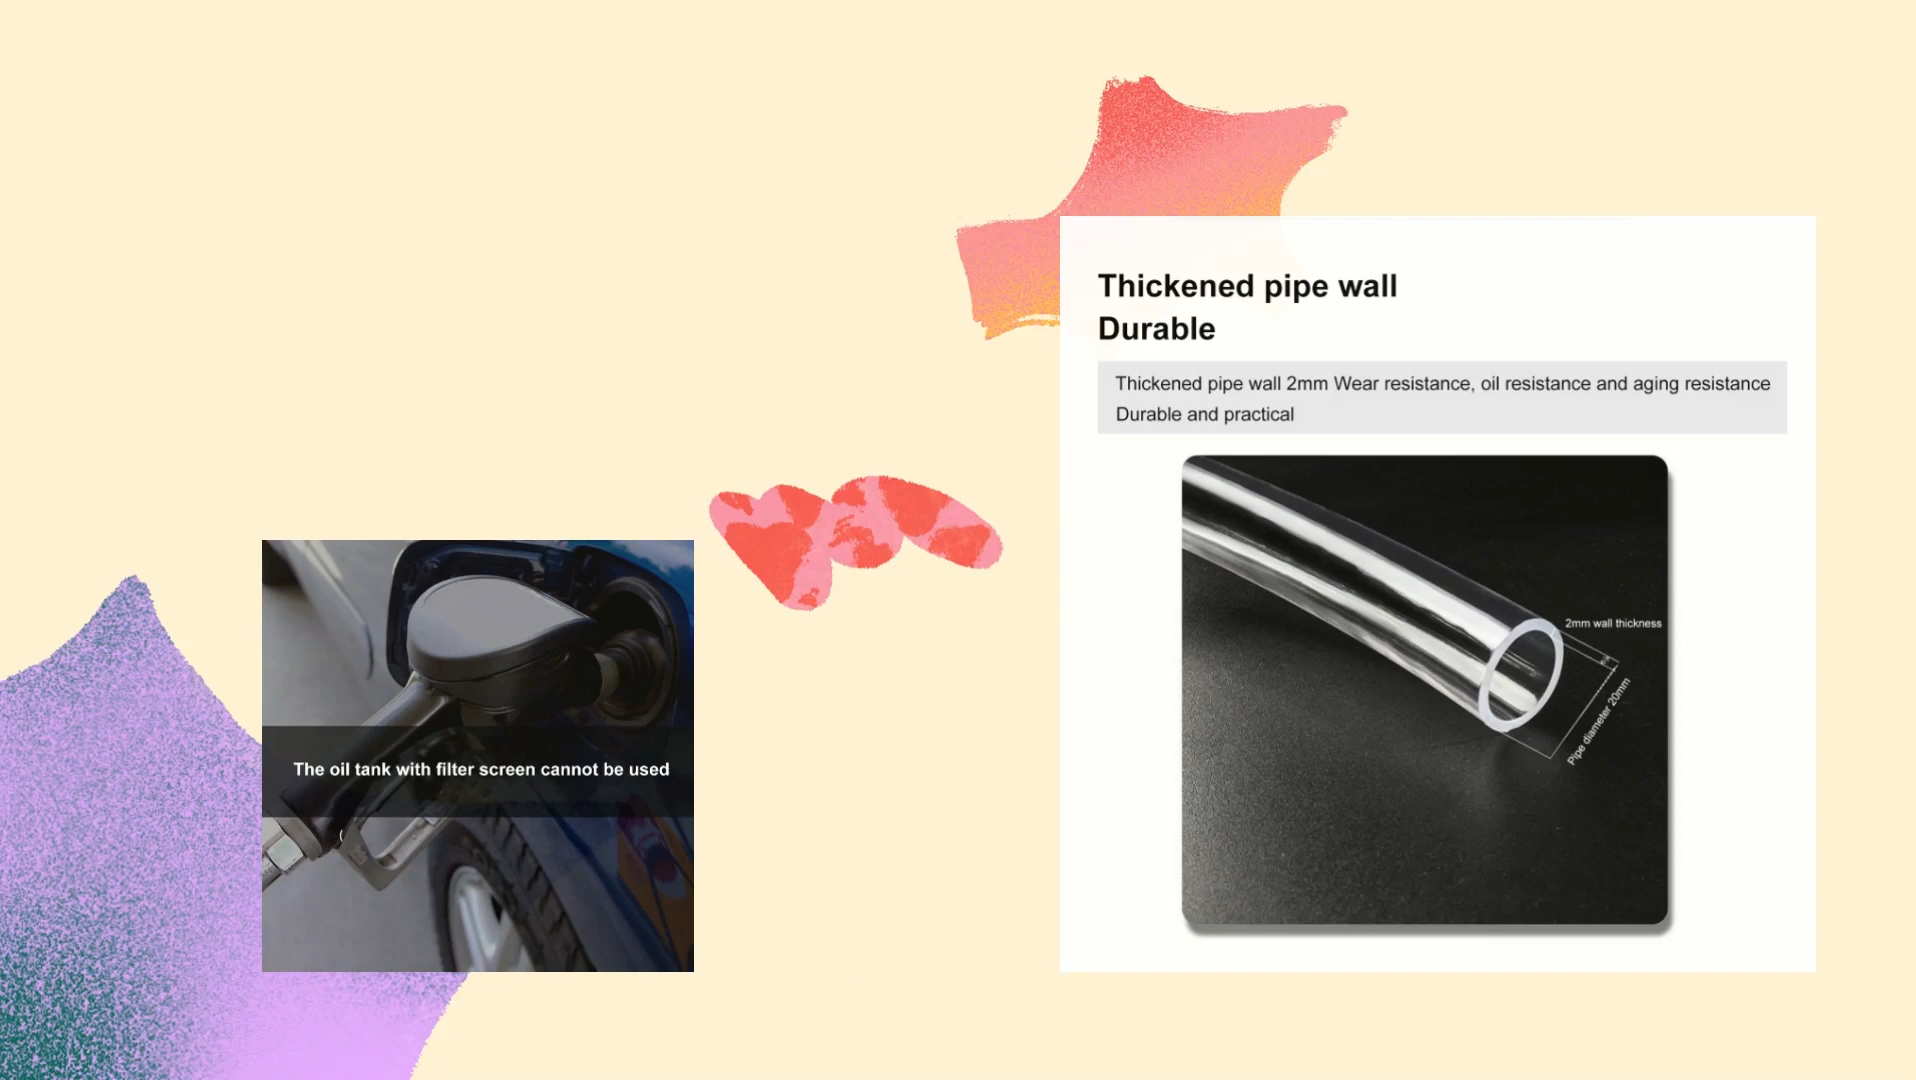 Thickened pipe wall
Durable
Thickened pipe wall 2mm Wear resistance, oil resistance and aging resistance
Durable and practical
2mm wall thickness
Pipe diameter 20mm
The oil tank with filter screen cannot be used